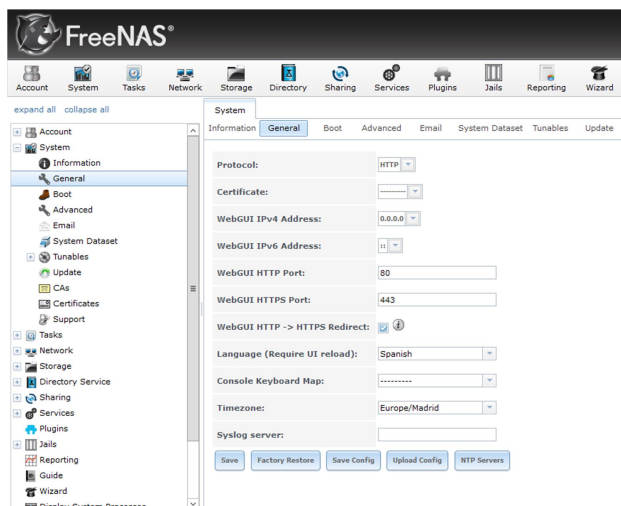 FreeNAS®
Account System Tasks Network Storage Directory Sharing Services Plugins Jails Reporting Wizard
expand all collapse all
System
Information General Boot Advanced Email System Dataset Tunables Update
Account
System
Information
General
Boot
Advanced
Email
System Dataset
Tunables
Update
CAs
Certificates
Support
Tasks
Network
Storage
Directory Service
Sharing
Services
Plugins
Jails
Reporting
Guide
Wizard
Display System Processes
Protocol: HTTP
Certificate: ---------
WebGUI IPv4 Address: 0.0.0.0
WebGUI IPv6 Address: ::
WebGUI HTTP Port: 80
WebGUI HTTPS Port: 443
WebGUI HTTP -> HTTPS Redirect:
Language (Require UI reload): Spanish
Console Keyboard Map: ---------
Timezone: Europe/Madrid
Syslog server:
Save Factory Restore Save Config Upload Config NTP Servers